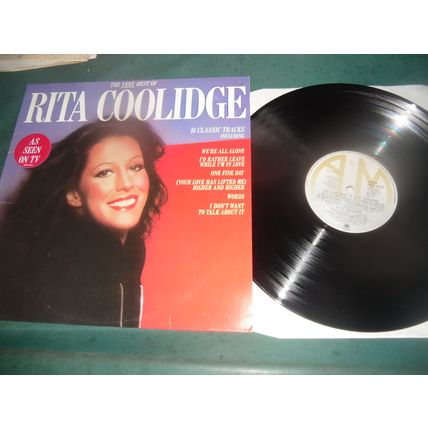 THE VERY BEST OF
RITA COOLIDGE
16 CLASSIC TRACKS
INCLUDING
WE'RE ALL ALONE
I'D RATHER LEAVE
WHILE I'M IN LOVE
ONE FINE DAY
(YOUR LOVE HAS LIFTED ME)
HIGHER AND HIGHER
WORDS
I DON'T WANT
TO TALK ABOUT IT
AS
SEEN
ON TV
A&M